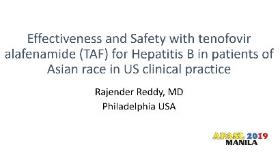 Effectiveness and Safety with tenofovir
alafenamide (TAF) for Hepatitis B in patients of
Asian race in US clinical practice
Rajender Reddy, MD
Philadelphia USA
APASL 2019
MANILA